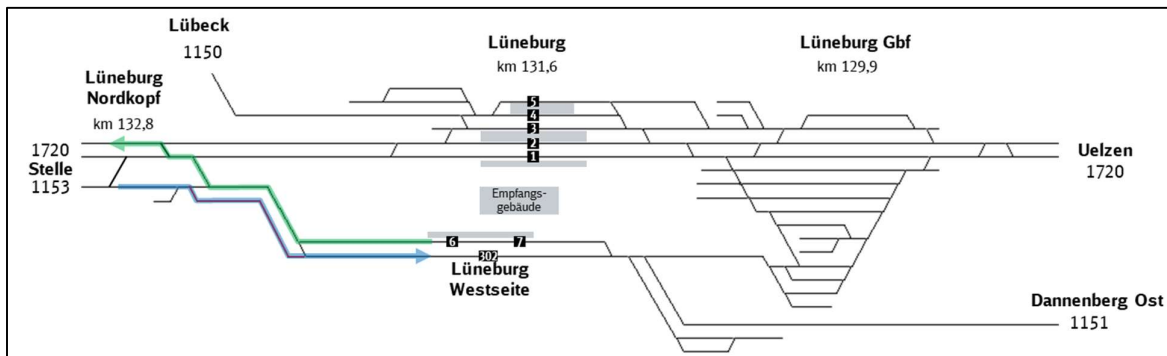 Lübeck
1150
Lüneburg
km 131,6
Lüneburg Gbf
km 129,9
Lüneburg
Nordkopf
km 132,8
5
4
3
2
1
1720
Stelle
1153
Uelzen
1720
Empfangs-
gebäude
6 7
302
Lüneburg
Westseite
Dannenberg Ost
1151